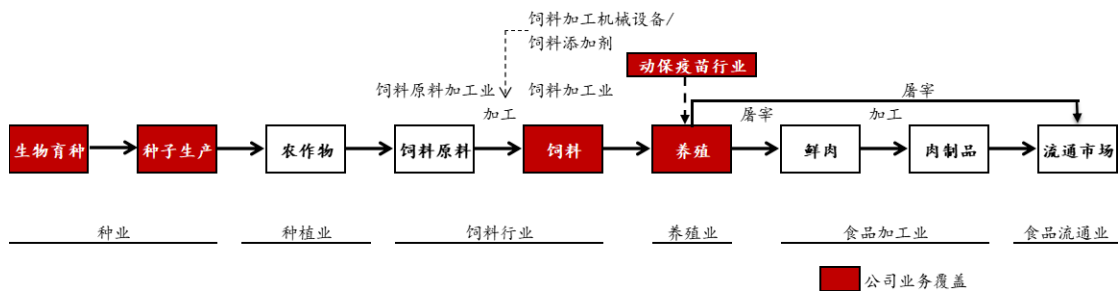 饲料加工机械设备/
饲料添加剂
动保疫苗行业
饲料原料加工业
饲料加工业
屠宰
加工
屠宰
加工
生物育种
种子生产
农作物
饲料原料
饲料
养殖
鲜肉
肉制品
流通市场
种业
种植业
饲料行业
养殖业
食品加工业
食品流通业
公司业务覆盖